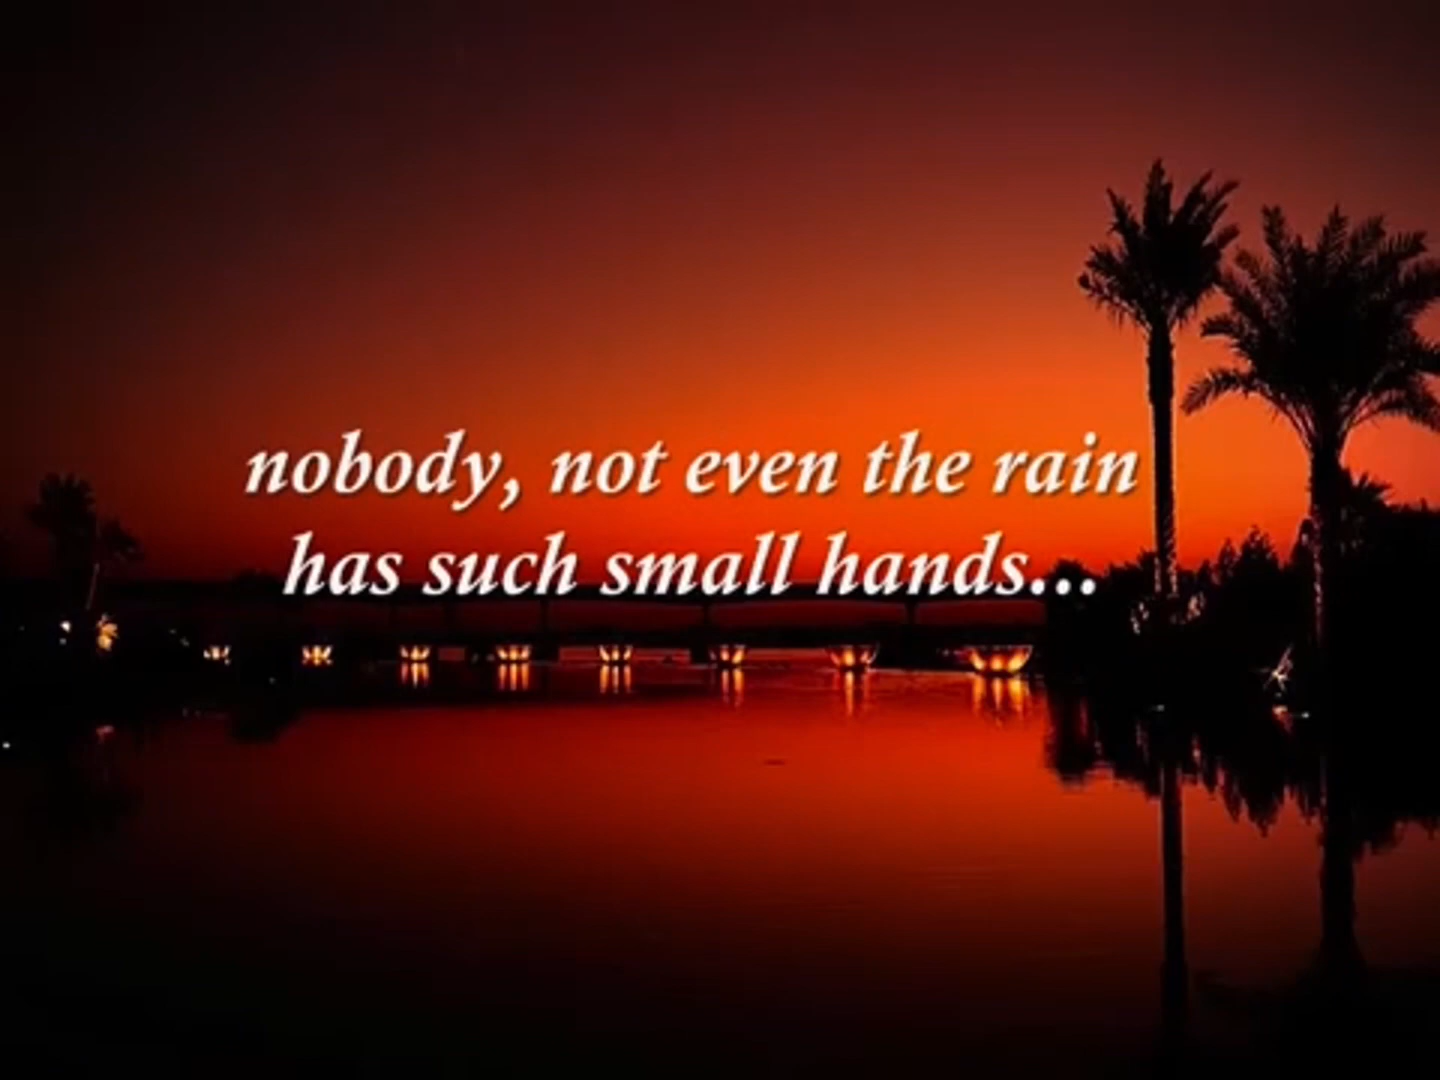 nobody, not even the rain
has such small hands...